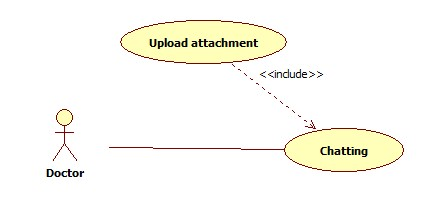 Upload attachment
<<include>>
Chatting
Doctor